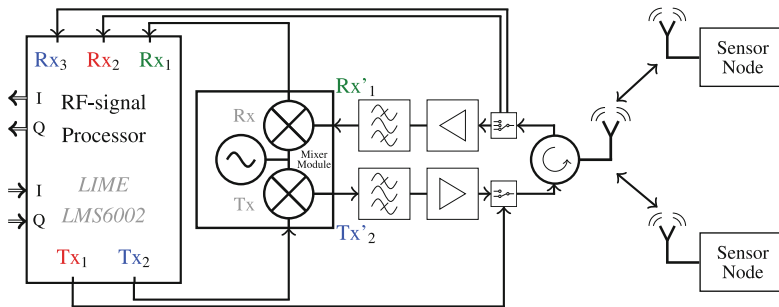 Rx3 Rx2 Rx1
I
RF-signal
Q
Processor
I
LIME
Q
LMS6002
Tx1 Tx2
Rx
Mixer
Module
Tx
Rx'1
Tx'2
Sensor
Node
Sensor
Node